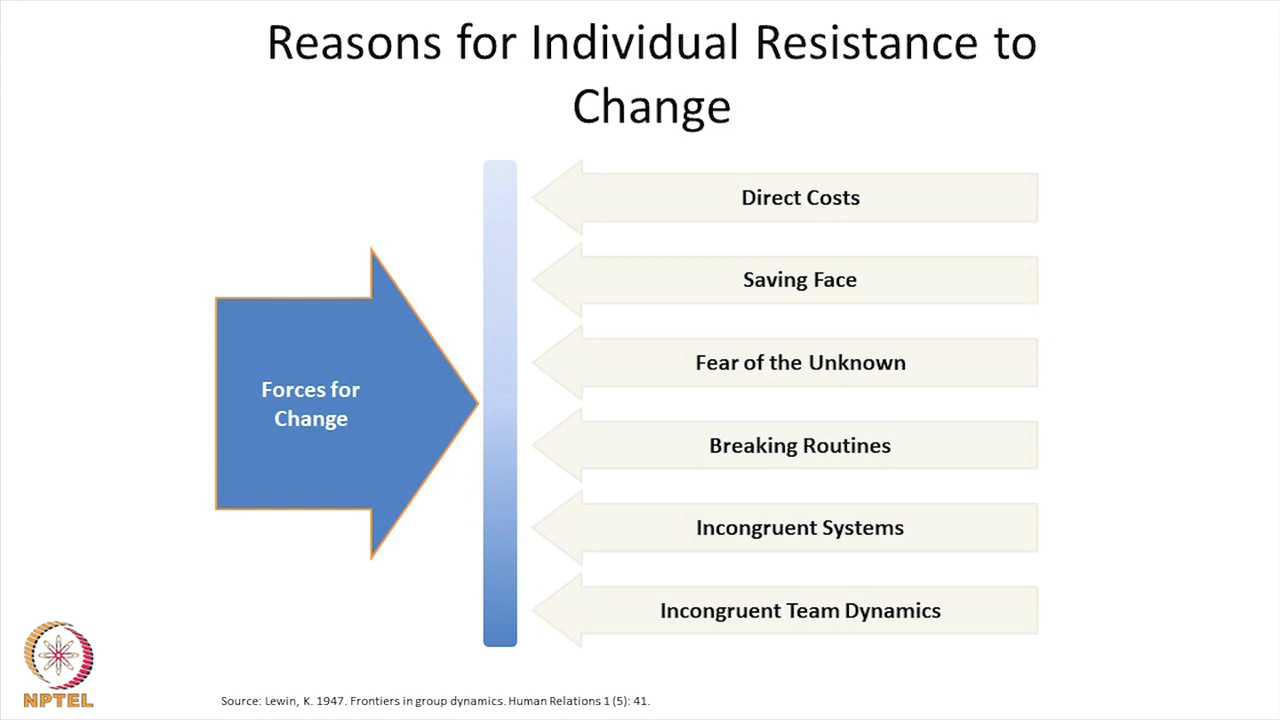 Reasons for Individual Resistance to
Change
Direct Costs
Saving Face
Fear of the Unknown
Forces for
Change
Breaking Routines
Incongruent Systems
Incongruent Team Dynamics
NPTEL
Source: Lewin, K. 1947. Frontiers in group dynamics. Human Relations 1 (5): 41.